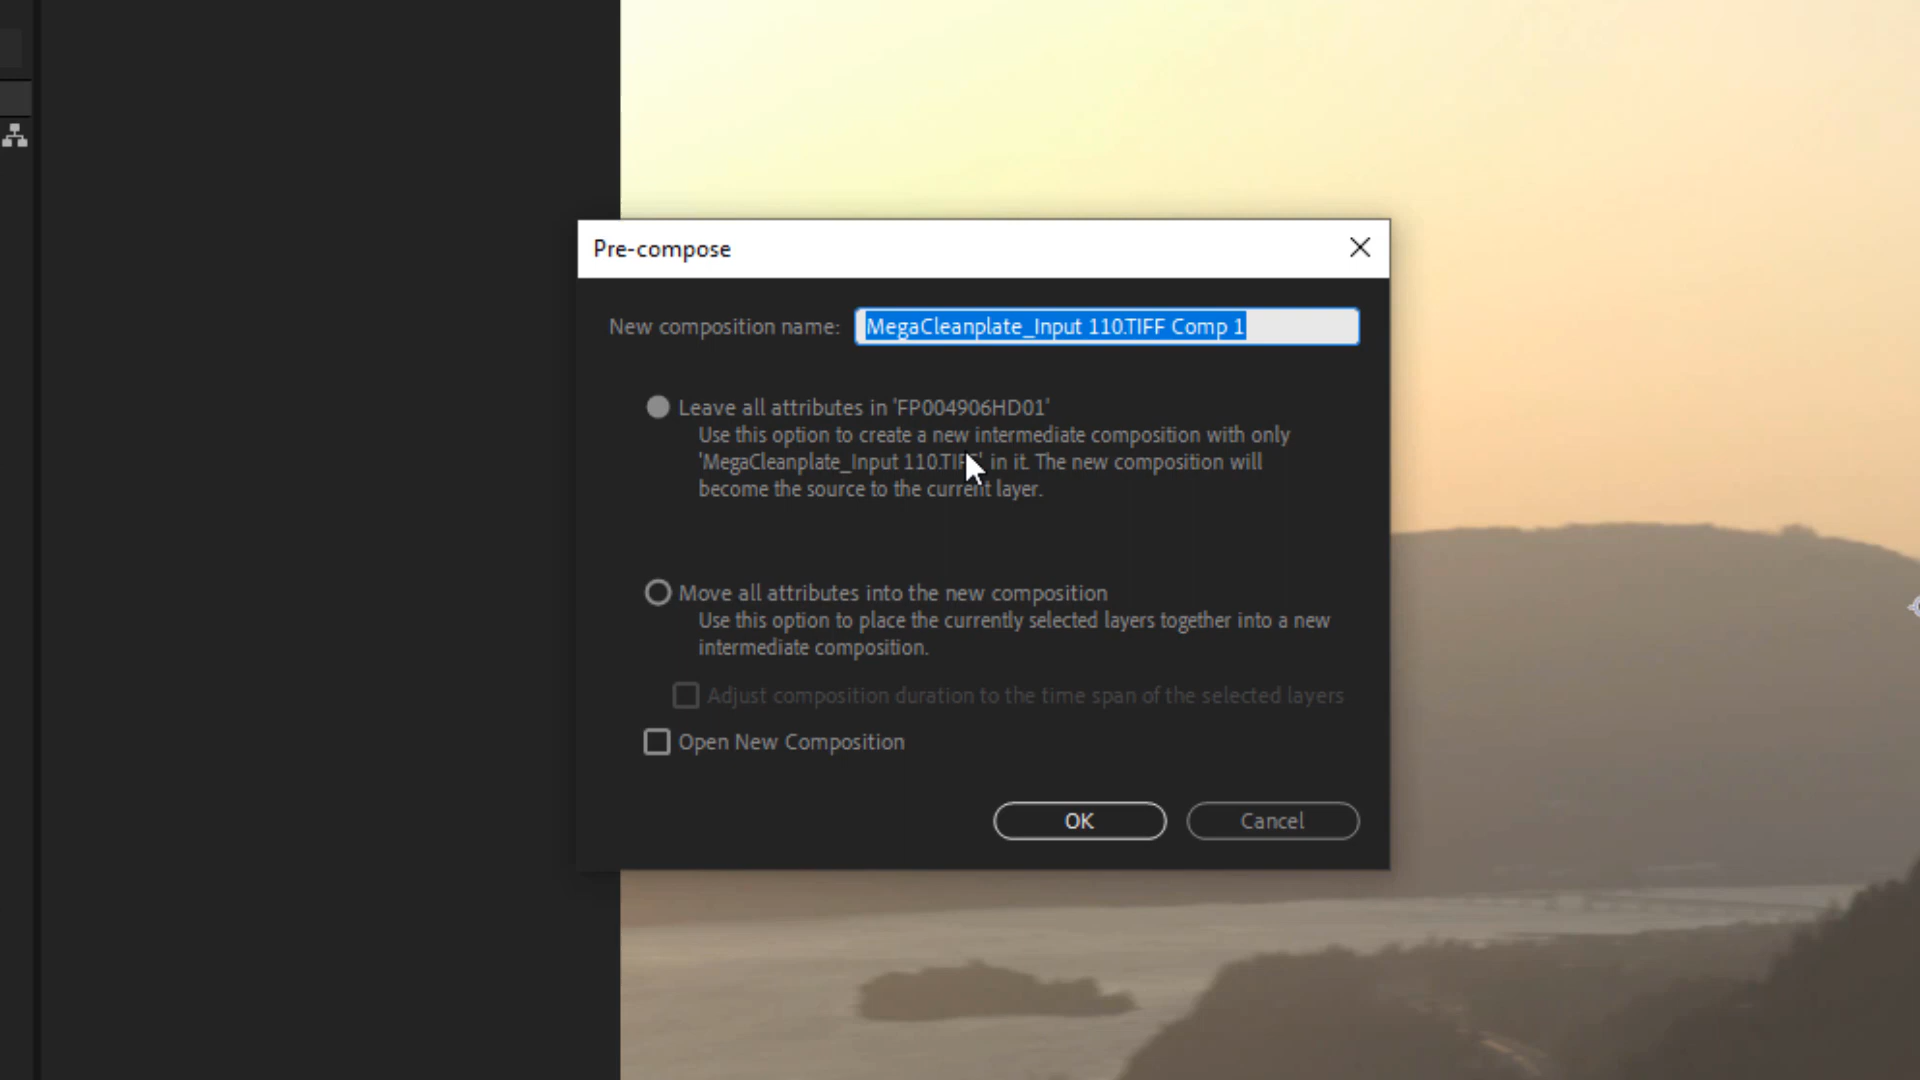 Pre-compose
New composition name: MegaCleanplate_Input 110.TIFF Comp 1
Leave all attributes in 'FP004906HD01'
Use this option to create a new intermediate composition with only
'MegaCleanplate_Input 110.TIFF' in it. The new composition will
become the source to the current layer.
Move all attributes into the new composition
Use this option to place the currently selected layers together into a new
intermediate composition.
Adjust composition duration to the time span of the selected layers
Open New Composition
OK Cancel